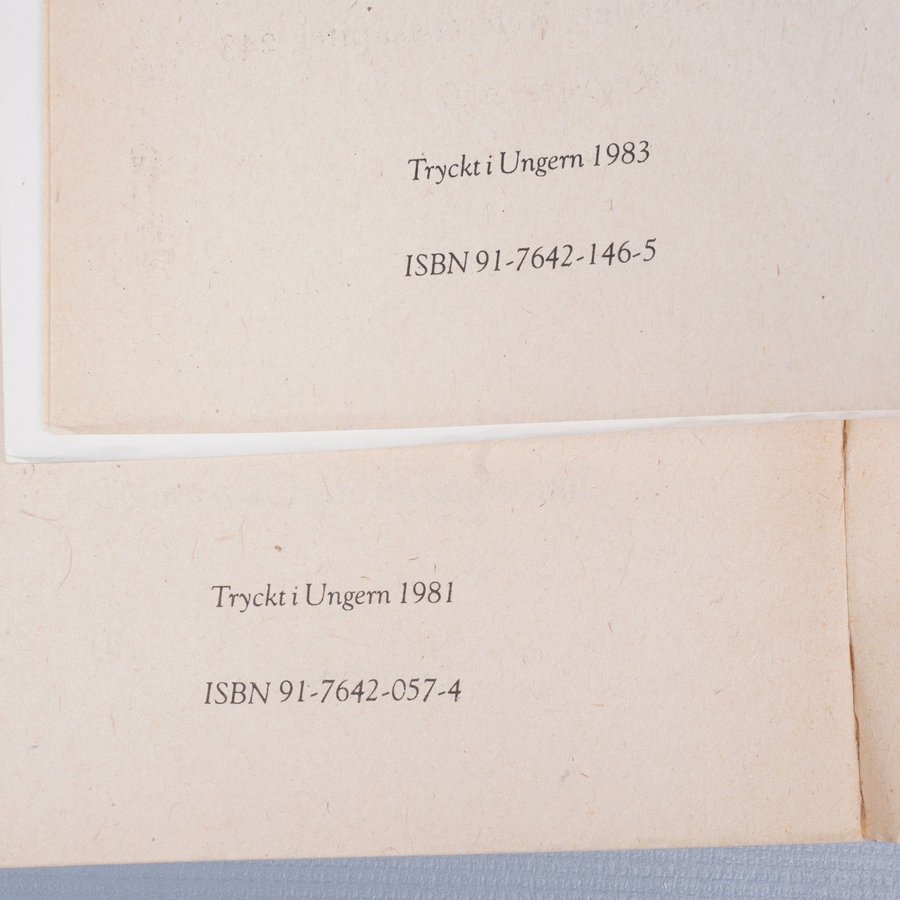 Tryckt i Ungern 1983
ISBN 91-7642-146-5
Tryckt i Ungern 1981
ISBN 91-7642-057-4